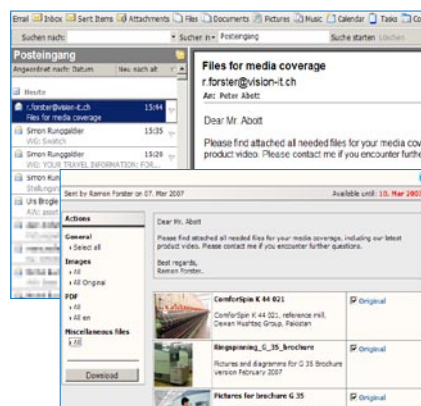 Email Inbox Sent Items Attachments Files Documents Pictures Music Calendar Tasks
Suchen nach: Suchen in Posteingang Suche starten Löschen
Posteingang
Angeordnet nach: Datum Neu nach alt
Heute
r.forster@vision-it.ch 15:44
Files for media coverage
Simon Runggaldier 15:35
WG: Swatch
Simon Runggaldier 15:20
WG: YOUR TRAVEL INFORMATION: FOR...
Simon
Urs
Files for media coverage
r.forster@vision-it.ch
An: Peter Abott
Dear Mr. Abott
Please find attached all needed files for your media
product video. Please contact me if you encounter
Sent by Ramon Forster on 07. Mar 2007 Available until: 10. Mar 2007
Actions
General
Select all
Images
All
All Original
PDF
All
All en
Miscellaneous files
All
Download
Dear Mr. Abott
Please find attached all needed files for your media coverage, including our latest
product video. Please contact me if you encounter further questions.
Best regards,
Ramon Forster.
ComforSpin K 44 021 Original
ComforSpin K 44 021, reference mill,
Dewan Mushtaq Group, Pakistan
Ringspinning_G_35_brochure Original
Pictures and diagramms for G 35 Brochure
version February 2007
Pictures for brochure G 35 Original